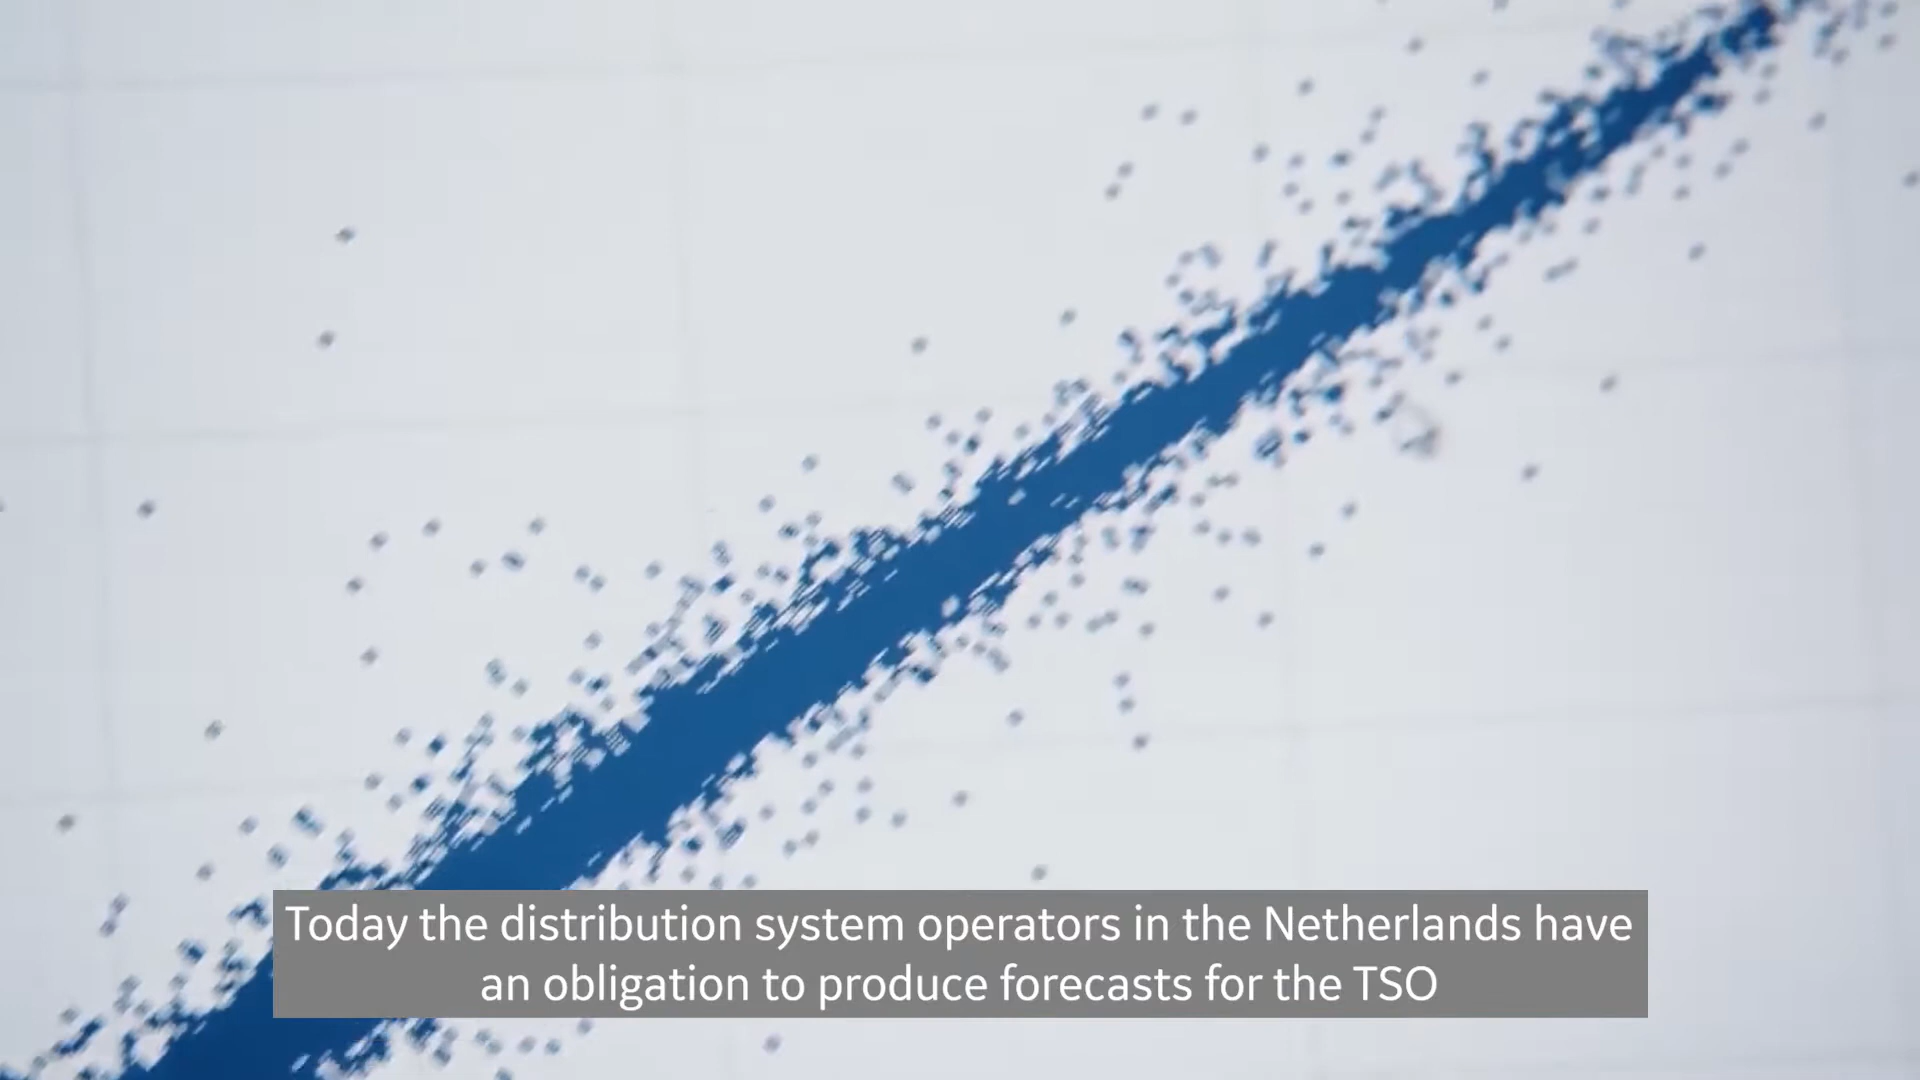 Today the distribution system operators in the Netherlands have
an obligation to produce forecasts for the TSO